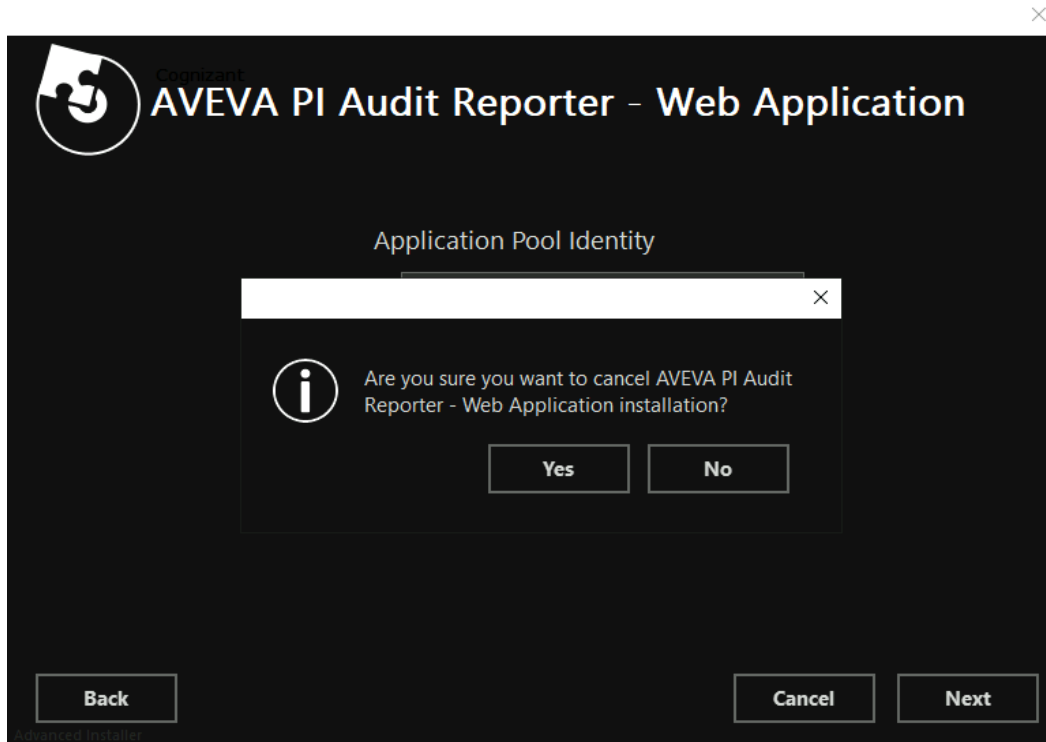 Cognizant
AVEVA PI Audit Reporter - Web Application
Application Pool Identity
Are you sure you want to cancel AVEVA PI Audit
Reporter - Web Application installation?
Yes
No
Back
Cancel
Next
Advanced Installer